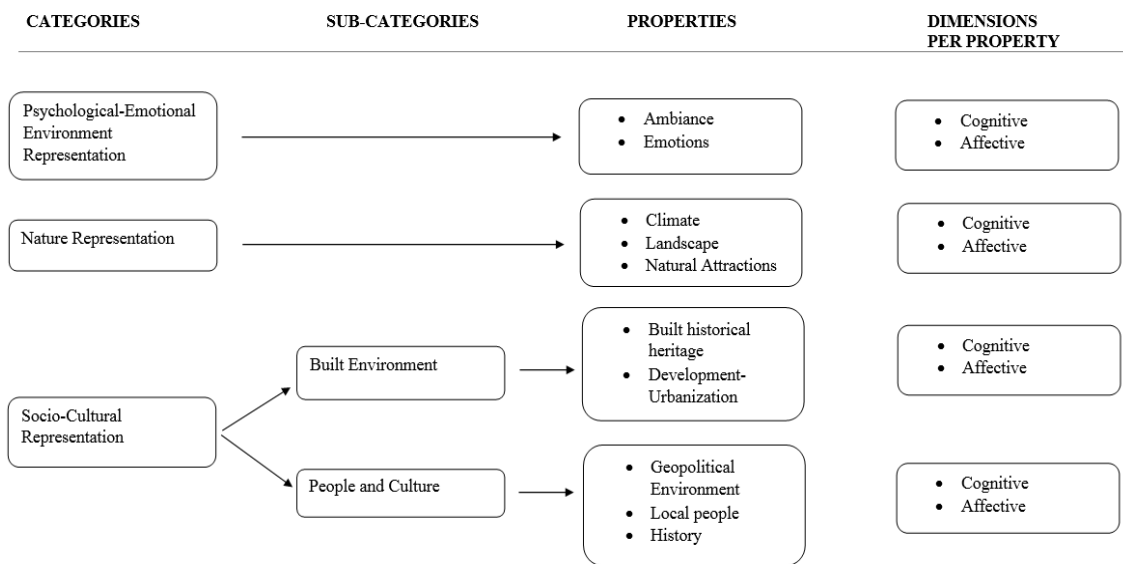 CATEGORIES
SUB-CATEGORIES
PROPERTIES
DIMENSIONS
PER PROPERTY
Psychological-Emotional
Environment
Representation
• Ambiance
• Emotions
• Cognitive
• Affective
Nature Representation
• Climate
• Landscape
• Natural Attractions
• Cognitive
• Affective
Socio-Cultural
Representation
Built Environment
• Built historical
heritage
• Development-
Urbanization
• Cognitive
• Affective
People and Culture
• Geopolitical
Environment
• Local people
• History
• Cognitive
• Affective